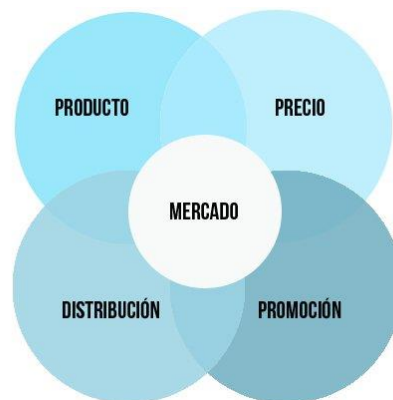 PRODUCTO
PRECIO
MERCADO
DISTRIBUCIÓN
PROMOCIÓN